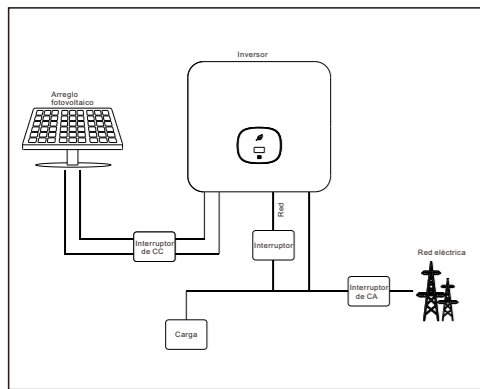 Inversor
Arreglo
fotovoltaico
Red
Interruptor
de CC
Interruptor
Red eléctrica
Interruptor
de CA
Carga